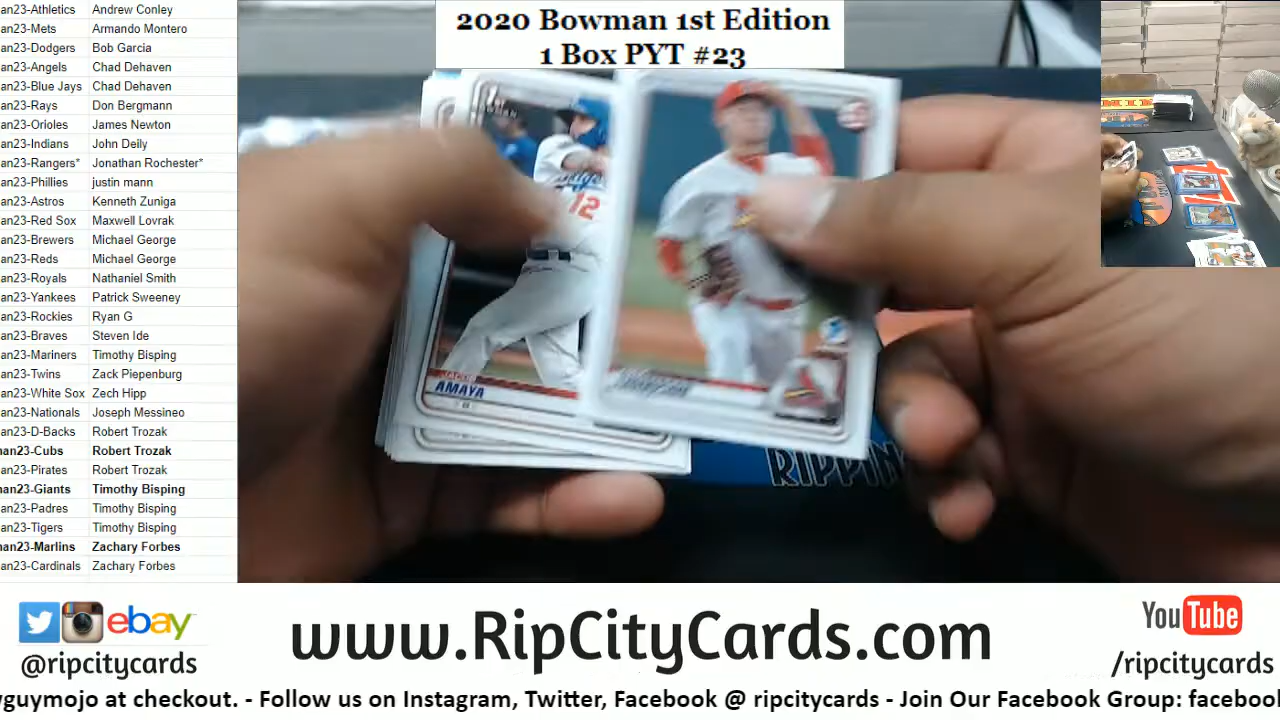 2020 Bowman 1st Edition
1 Box PYT #23
an23-Athletics Andrew Conley
an23-Mets Armando Montero
an23-Dodgers Bob Garcia
an23-Angels Chad Dehaven
an23-Blue Jays Chad Dehaven
an23-Rays Don Bergmann
an23-Orioles James Newton
an23-Indians John Deily
an23-Rangers* Jonathan Rochester*
an23-Phillies justin mann
an23-Astros Kenneth Zuniga
an23-Red Sox Maxwell Lovrak
an23-Brewers Michael George
an23-Reds Michael George
an23-Royals Nathaniel Smith
an23-Yankees Patrick Sweeney
an23-Rockies Ryan G
an23-Braves Steven Ide
an23-Mariners Timothy Bisping
an23-Twins Zack Piepenburg
an23-White Sox Zech Hipp
an23-Nationals Joseph Messineo
an23-D-Backs Robert Trozak
nan23-Cubs Robert Trozak
an23-Pirates Robert Trozak
nan23-Giants Timothy Bisping
an23-Padres Timothy Bisping
an23-Tigers Timothy Bisping
nan23-Marlins Zachary Forbes
an23-Cardinals Zachary Forbes
12
AMAYA
RIPPIN
ebay
@ripcitycards
www.RipCityCards.com
YouTube
/ripcitycards
yguymojo at checkout. - Follow us on Instagram, Twitter, Facebook @ ripcitycards - Join Our Facebook Group: facebook